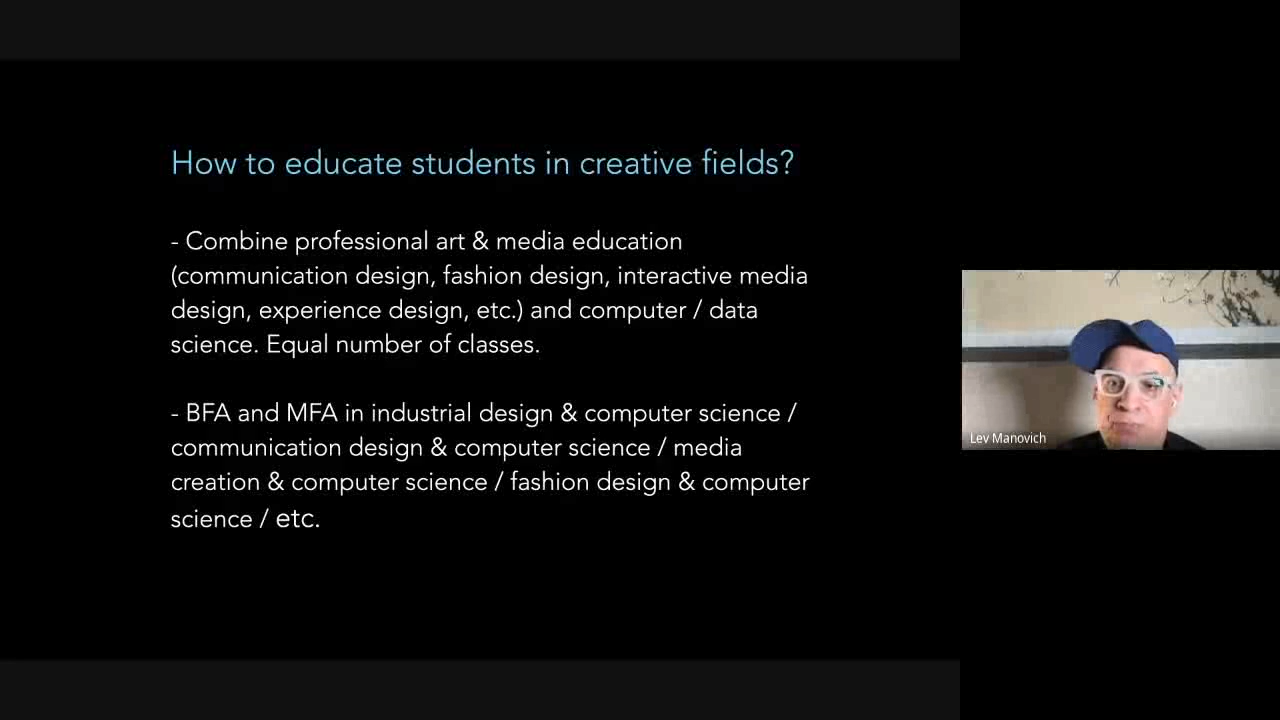 How to educate students in creative fields?
- Combine professional art & media education
(communication design, fashion design, interactive media
design, experience design, etc.) and computer / data
science. Equal number of classes.
- BFA and MFA in industrial design & computer science /
communication design & computer science / media
creation & computer science / fashion design & computer
science / etc.
Lev Manovich